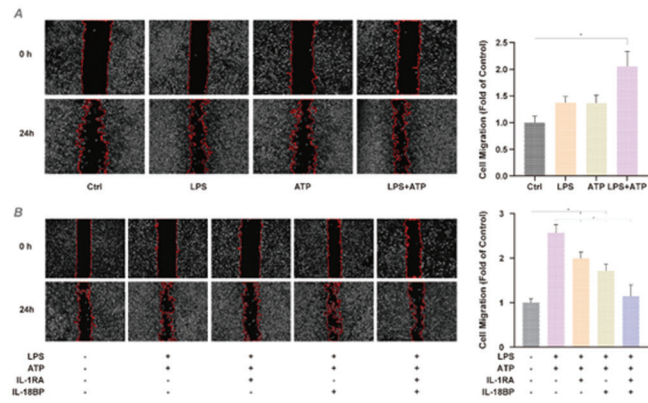 A
0 h
24h
Ctrl LPS ATP LPS+ATP
Cell Migration (Fold of Control)
2.5
2.0
1.5
1.0
0.5
0.0
*
Ctrl LPS ATP LPS+ATP
B
0 h
24h
LPS - + + + +
ATP - + + + +
IL-1RA - - + - +
IL-18BP - - - + +
Cell Migration (Fold of Control)
3
2
1
0
* *
LPS - + + + +
ATP - + + + +
IL-1RA - - + - +
IL-18BP - - - + +